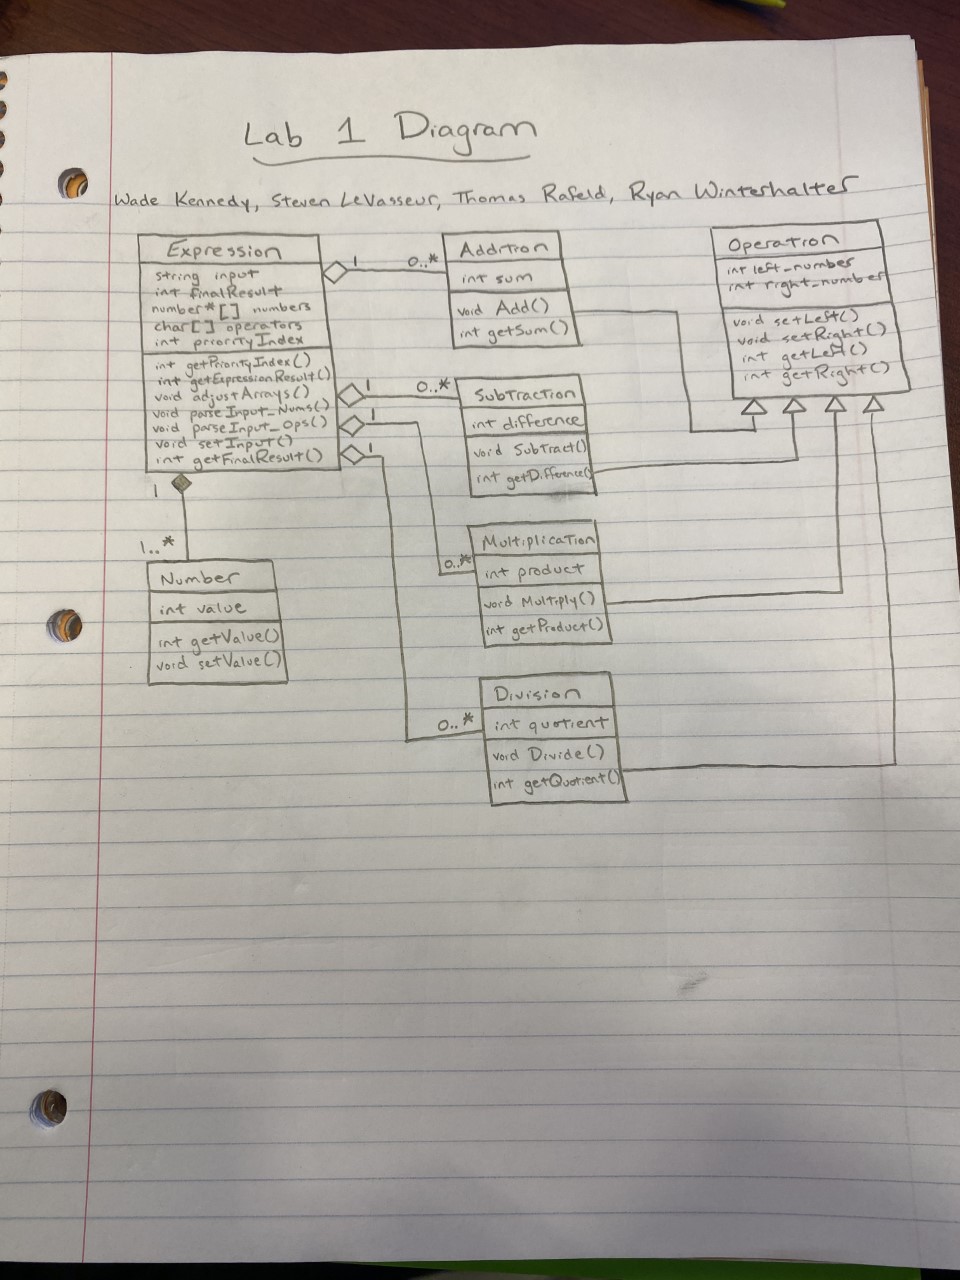 Lab 1 Diagram
Wade Kennedy, Steven LeVasseur, Thomas Rafeld, Ryan Winterhalter
Expression
string input
int finalResult
number*[] numbers
char[] operators
int priorityIndex
int getPriorityIndex()
int getExpressionResult()
void adjustArrays()
void parseInput_Nums()
void parseInput_Ops()
void setInput()
int getFinalResult()
1
0..*
Addition
int sum
void Add()
int getSum()
Operation
int left_number
int right_number
void setLeft()
void setRight()
int getLeft()
int getRight()
1
0..*
Subtraction
int difference
void Subtract()
int getDifference()
1
0..*
Multiplication
int product
void Multiply()
int getProduct()
1
0..*
Division
int quotient
void Divide()
int getQuotient()
1
1..*
Number
int value
int getValue()
void setValue()